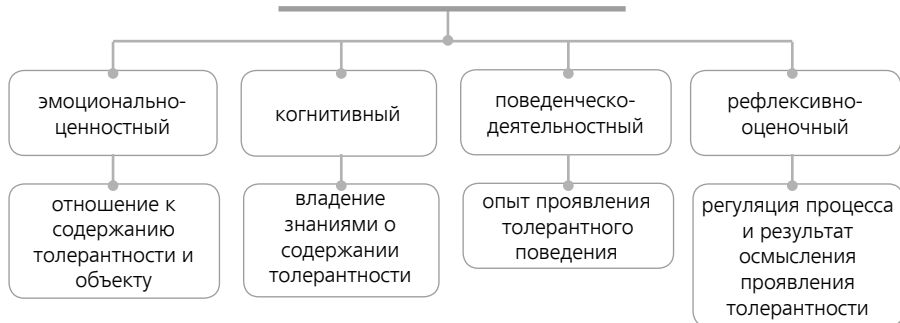 эмоционально-
ценностный
когнитивный
поведенческо-
деятельностный
рефлексивно-
оценочный
отношение к
содержанию
толерантности и
объекту
владение
знаниями о
содержании
толерантности
опыт проявления
толерантного
поведения
регуляция процесса
и результат
осмысления
проявления
толерантности